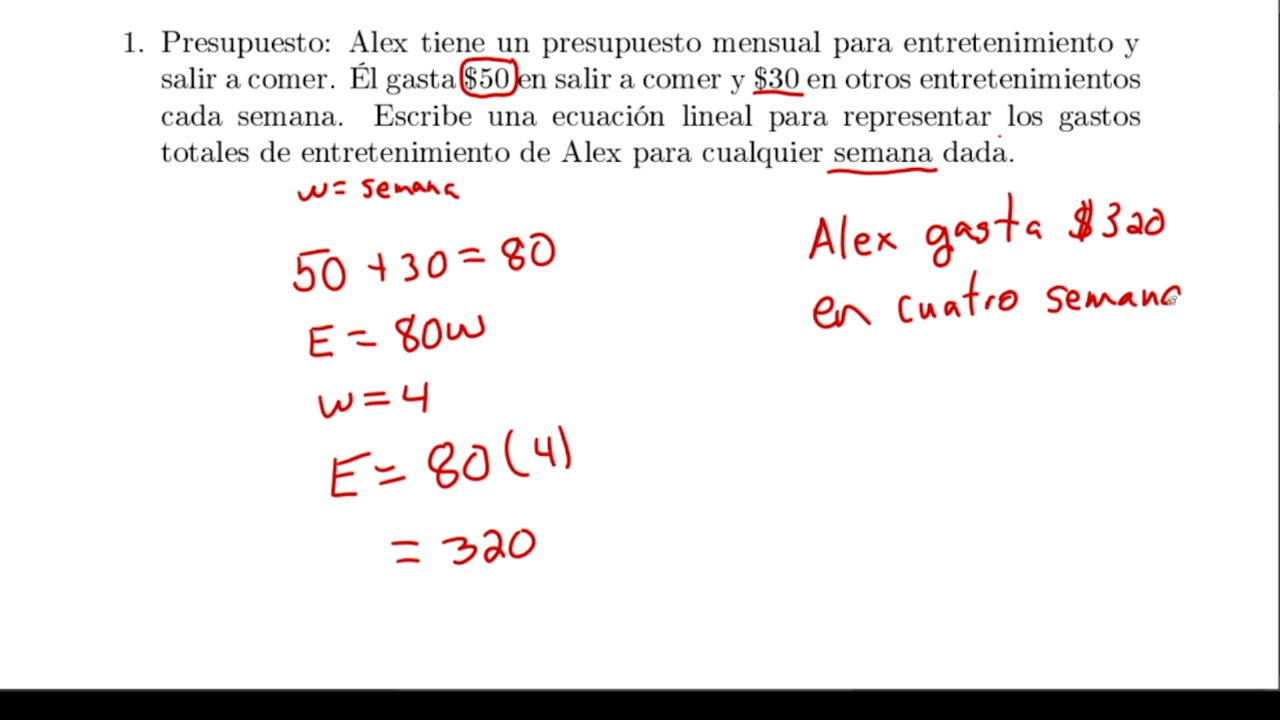 1. Presupuesto: Alex tiene un presupuesto mensual para entretenimiento y
salir a comer. Él gasta $50 en salir a comer y $30 en otros entretenimientos
cada semana. Escribe una ecuación lineal para representar los gastos
totales de entretenimiento de Alex para cualquier semana dada.
w = semana
50 + 30 = 80
E = 80w
w = 4
E = 80(4)
= 320
Alex gasta $320
en cuatro semana